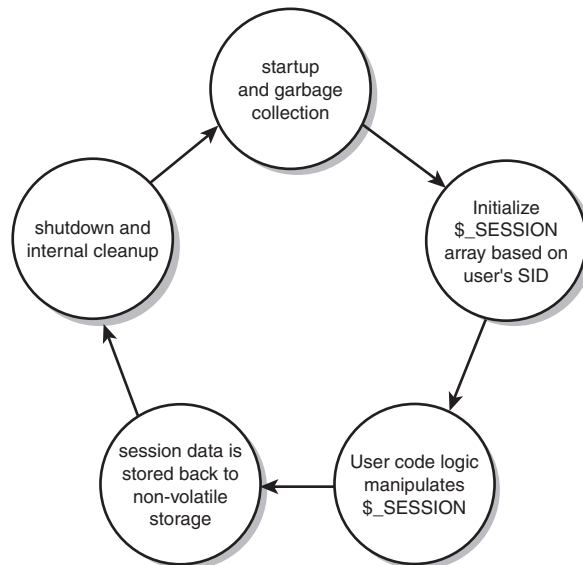 startup
and garbage
collection
Initialize
$_SESSION
array based on
user's SID
User code logic
manipulates
$_SESSION
session data is
stored back to
non-volatile
storage
shutdown and
internal cleanup